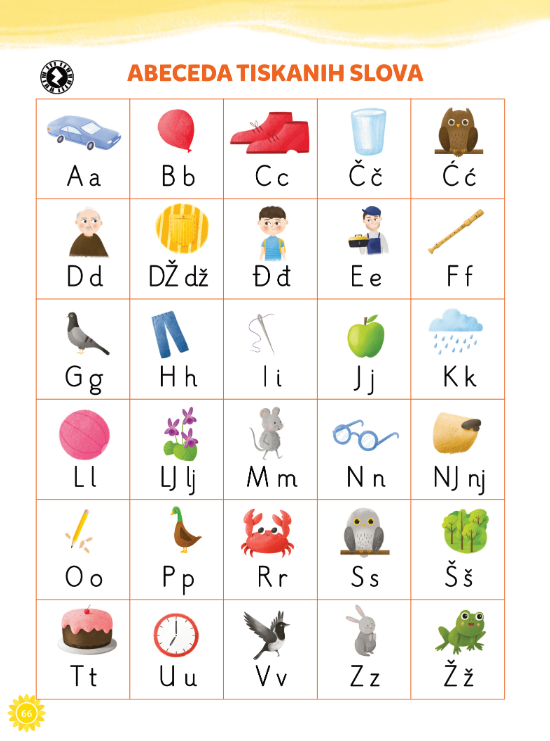 ABECEDA TISKANIH SLOVA
A a B b C c Č č Ć ć
D d DŽ dž Đ đ E e F f
G g H h I i J j K k
L l LJ lj M m N n NJ nj
O o P p R r S s Š š
T t U u V v Z z Ž ž
66